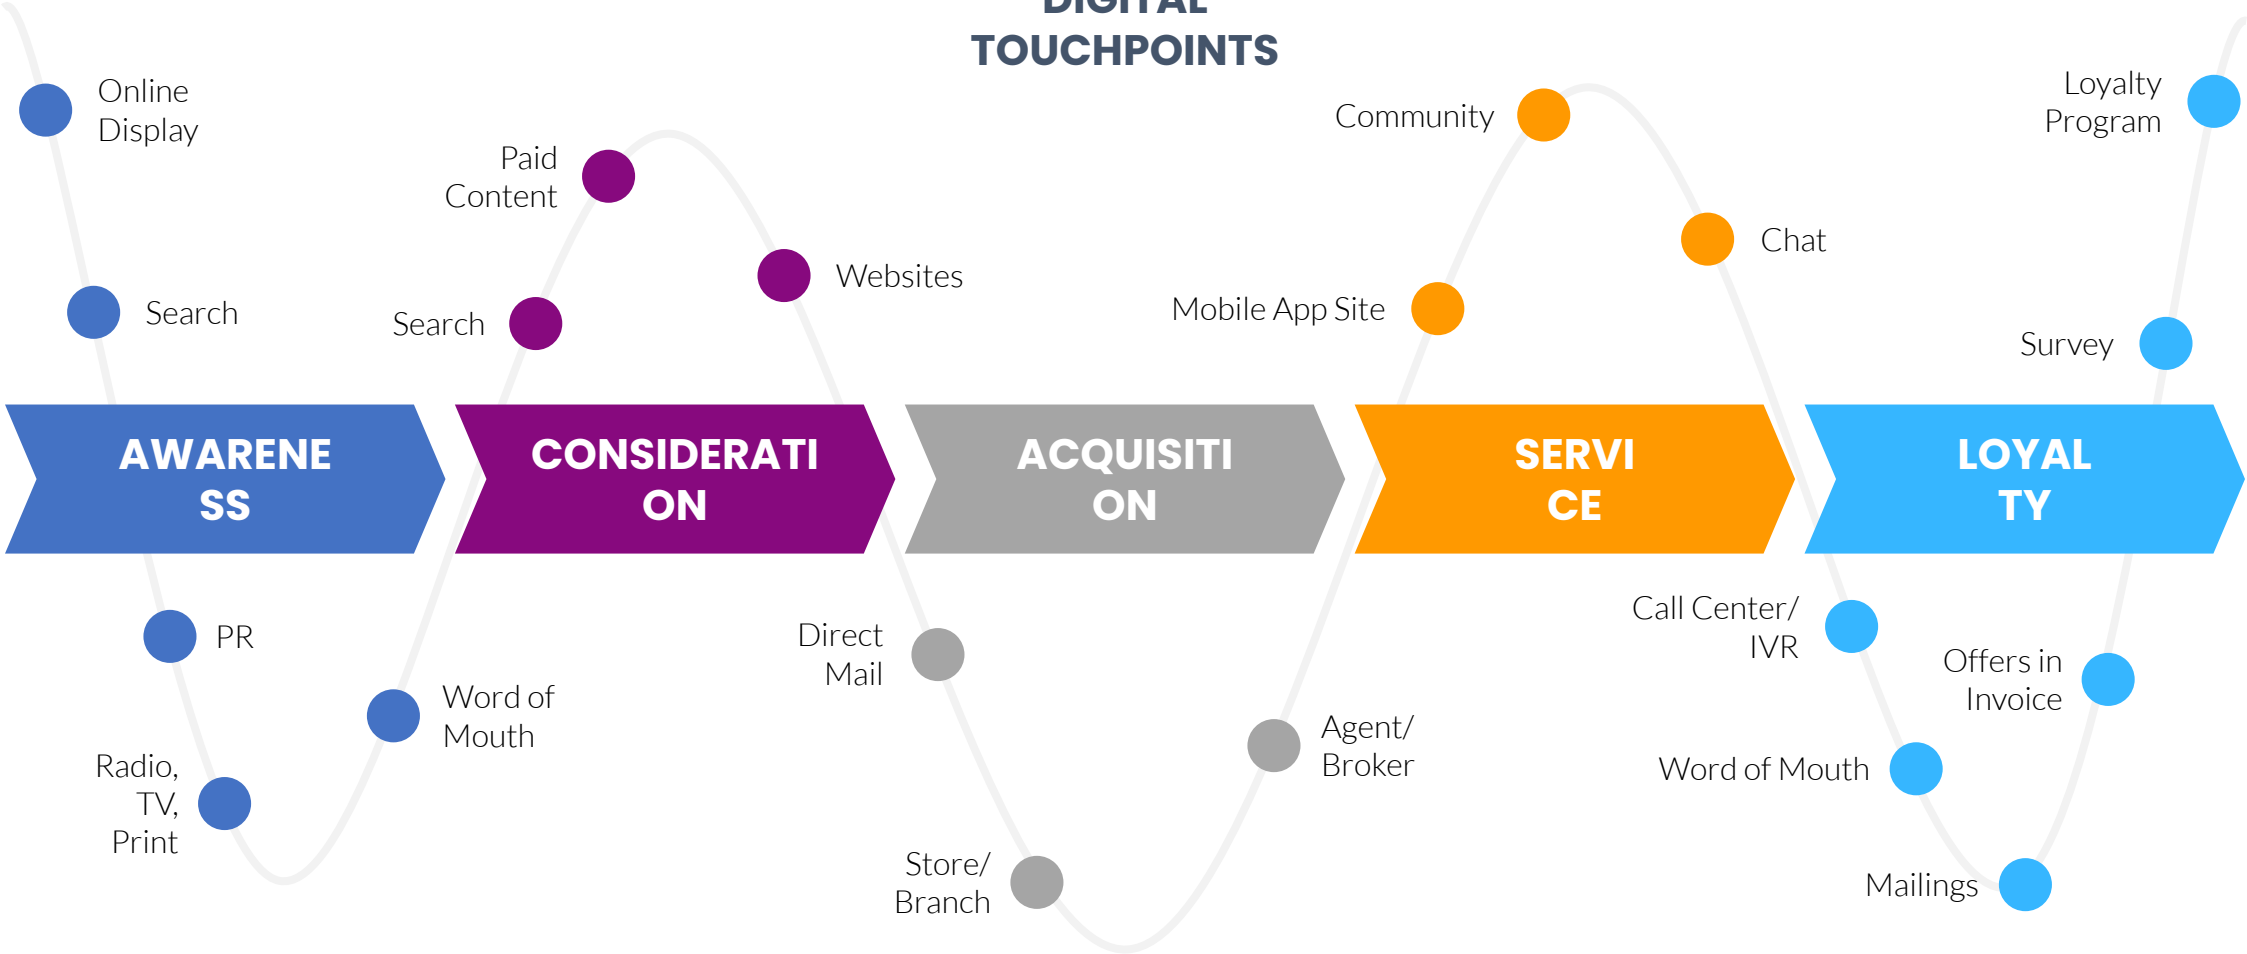 DIGITAL
TOUCHPOINTS
Online
Display
Search
Paid
Content
Search
Websites
Community
Mobile App Site
Chat
Loyalty
Program
Survey
AWARENE
SS
CONSIDERATI
ON
ACQUISITI
ON
SERVI
CE
LOYAL
TY
PR
Radio,
TV,
Print
Word of
Mouth
Direct
Mail
Store/
Branch
Agent/
Broker
Call Center/
IVR
Word of Mouth
Mailings
Offers in
Invoice